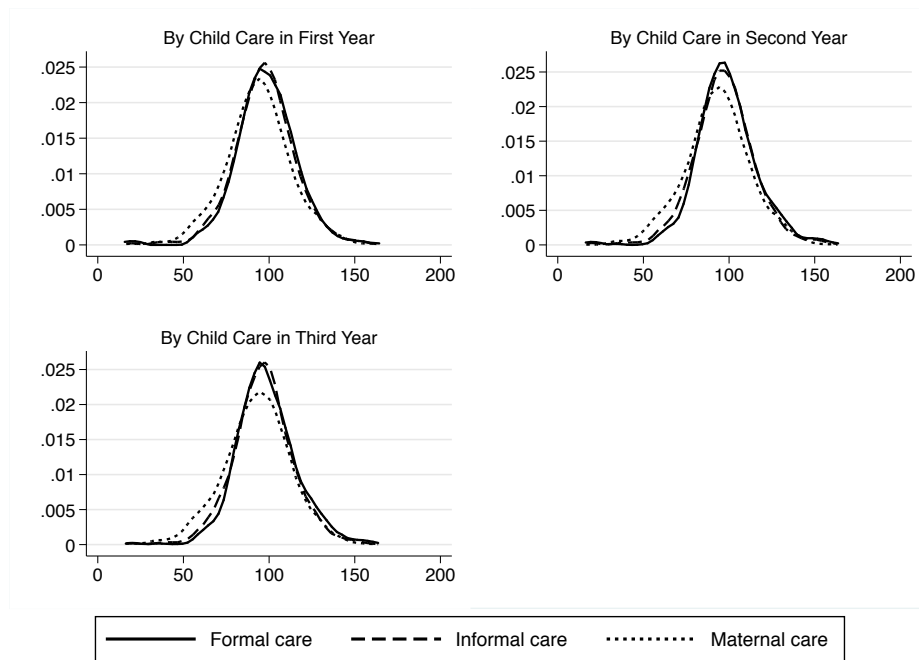 By Child Care in First Year
.025
.02
.015
.01
.005
0
0 50 100 150 200
By Child Care in Second Year
.025
.02
.015
.01
.005
0
0 50 100 150 200
By Child Care in Third Year
.025
.02
.015
.01
.005
0
0 50 100 150 200
Formal care Informal care Maternal care